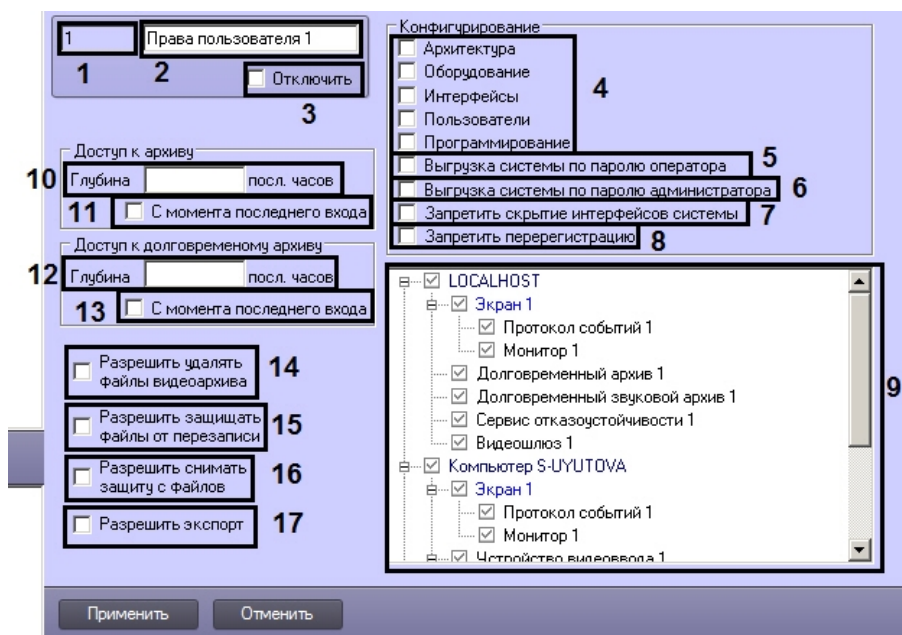 1 Права пользователя 1
1 2
Отключить
3
Конфигурирование
Архитектура
Оборудование
Интерфейсы
Пользователи
Программирование
4
Выгрузка системы по паролю оператора
5
Выгрузка системы по паролю администратора
6
Запретить скрытие интерфейсов системы
7
Запретить перерегистрацию
8
Доступ к архиву
10 Глубина посл. часов
11 С момента последнего входа
Доступ к долговременому архиву
12 Глубина посл. часов
13 С момента последнего входа
Разрешить удалять
файлы видеоархива
14
Разрешить защищать
файлы от перезаписи
15
Разрешить снимать
защиту с файлов
16
Разрешить экспорт
17
LOCALHOST
Экран 1
Протокол событий 1
Монитор 1
Долговременный архив 1
Долговременный звуковой архив 1
Сервис отказоустойчивости 1
Видеошлюз 1
Компьютер S-UYUTOVA
Экран 1
Протокол событий 1
Монитор 1
Устройство видеоввода 1
9
Применить Отменить